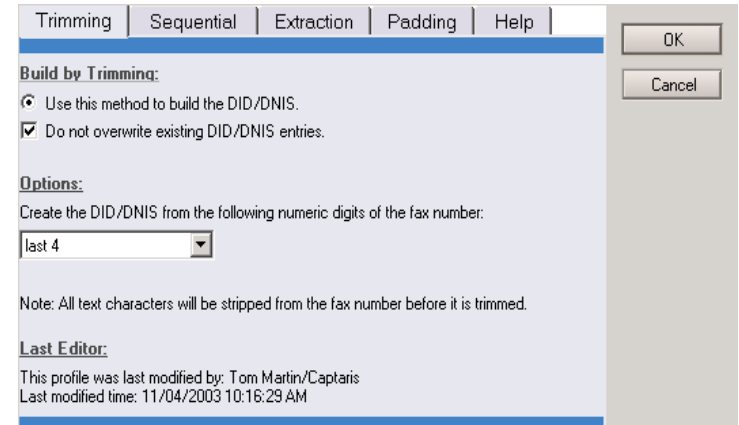 Trimming Sequential Extraction Padding Help
OK
Cancel
Build by Trimming:
Use this method to build the DID/DNIS.
Do not overwrite existing DID/DNIS entries.
Options:
Create the DID/DNIS from the following numeric digits of the fax number:
last 4
Note: All text characters will be stripped from the fax number before it is trimmed.
Last Editor:
This profile was last modified by: Tom Martin/Captaris
Last modified time: 11/04/2003 10:16:29 AM